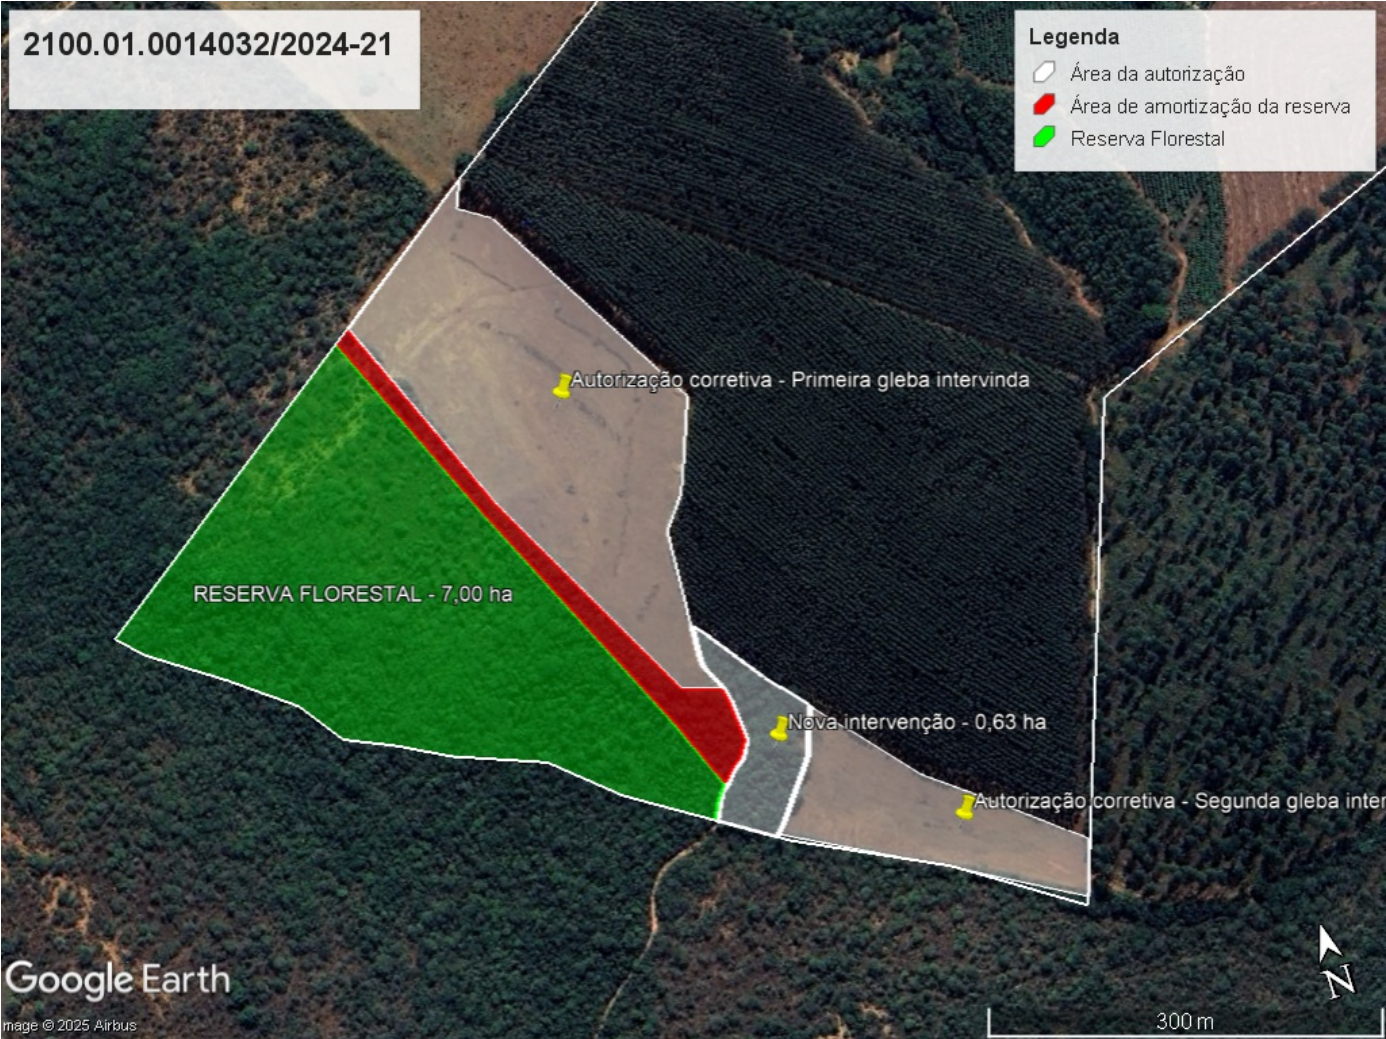 2100.01.0014032/2024-21
Legenda
Área da autorização
Área de amortização da reserva
Reserva Florestal
Autorização corretiva - Primeira gleba intervinda
RESERVA FLORESTAL - 7,00 ha
Nova intervenção - 0,63 ha
Autorização corretiva - Segunda gleba inter
Google Earth
mage © 2025 Airbus
N
300 m